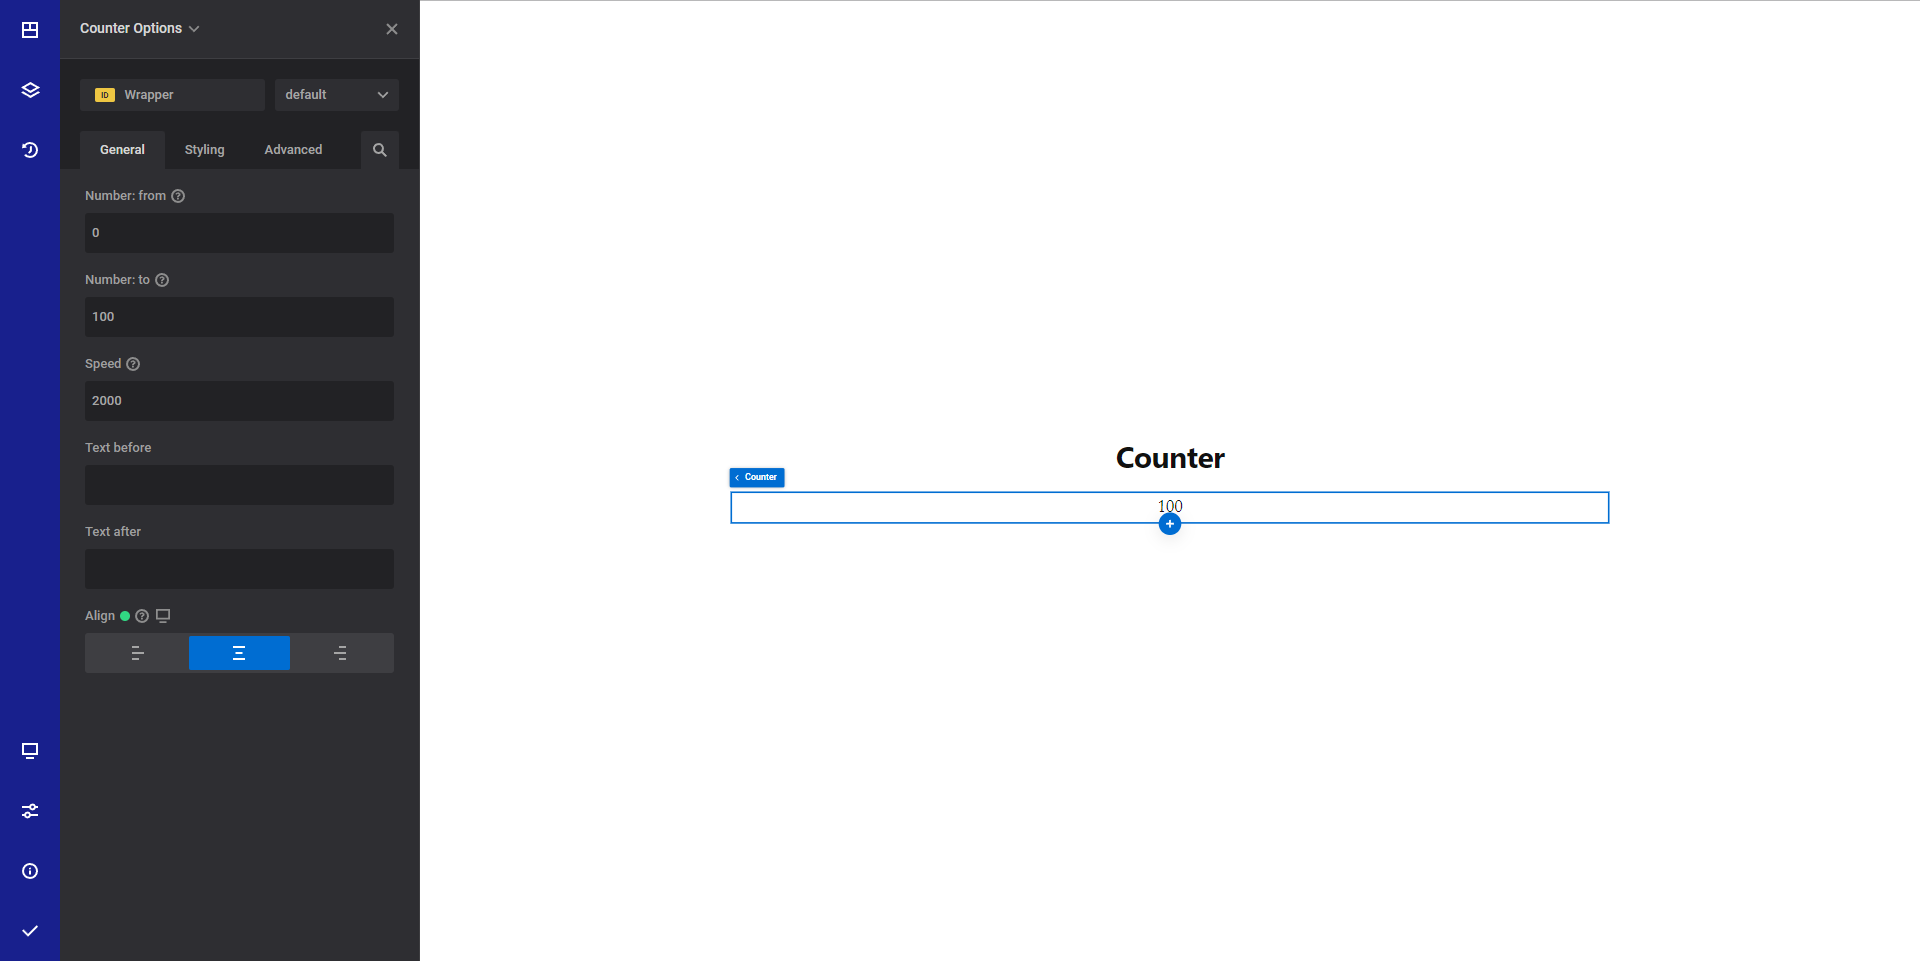 Counter Options
ID Wrapper
default
General
Styling
Advanced
Number: from ?
0
Number: to ?
100
Speed ?
2000
Text before
Text after
Align ?
Counter
Counter
100